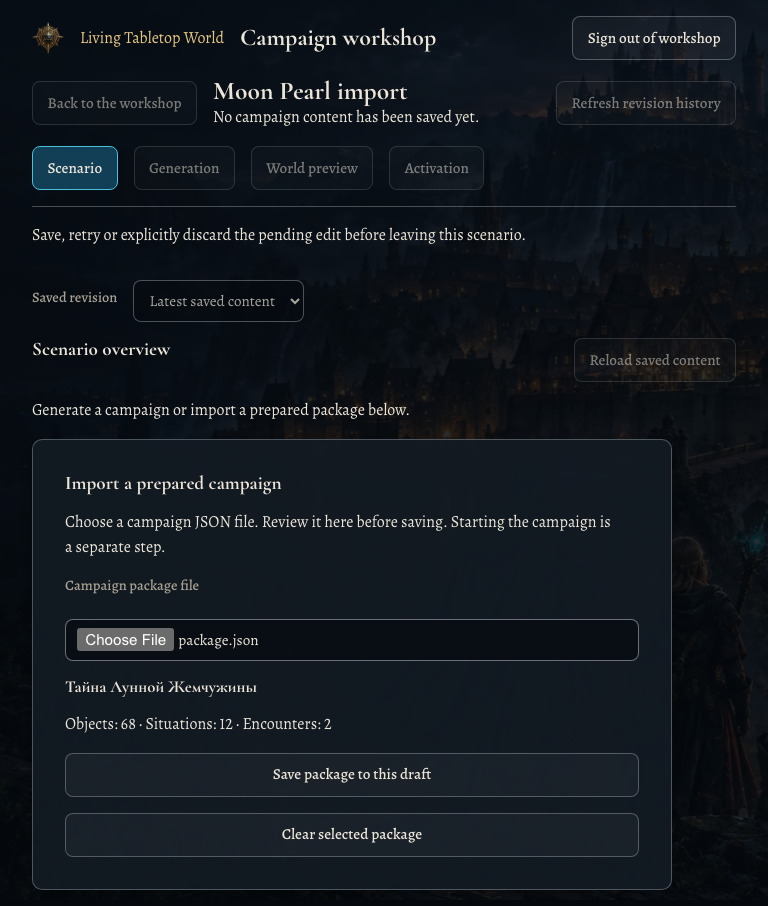 Living Tabletop World
Campaign workshop
Sign out of workshop
Back to the workshop
Moon Pearl import
No campaign content has been saved yet.
Refresh revision history
Scenario
Generation
World preview
Activation
Save, retry or explicitly discard the pending edit before leaving this scenario.
Saved revision
Latest saved content
Scenario overview
Reload saved content
Generate a campaign or import a prepared package below.
Import a prepared campaign
Choose a campaign JSON file. Review it here before saving. Starting the campaign is
a separate step.
Campaign package file
Choose File package.json
Тайна Лунной Жемчужины
Objects: 68 · Situations: 12 · Encounters: 2
Save package to this draft
Clear selected package